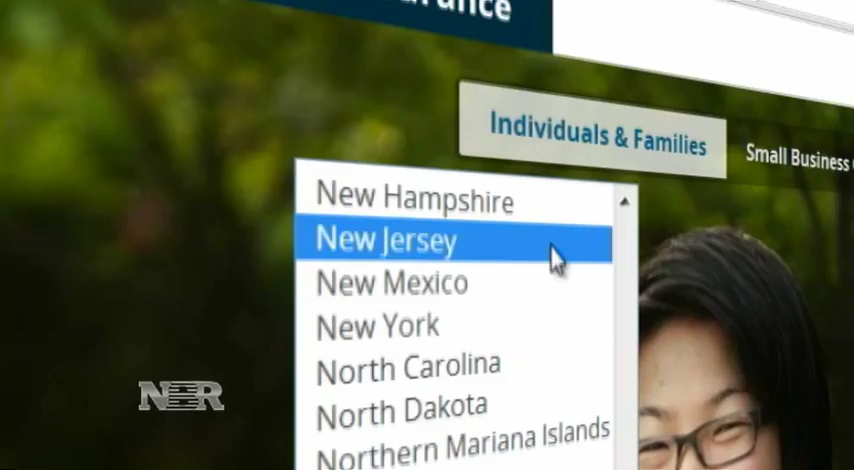 Individuals & Families
Small Business
New Hampshire
New Jersey
New Mexico
New York
North Carolina
North Dakota
Northern Mariana Islands
NBR